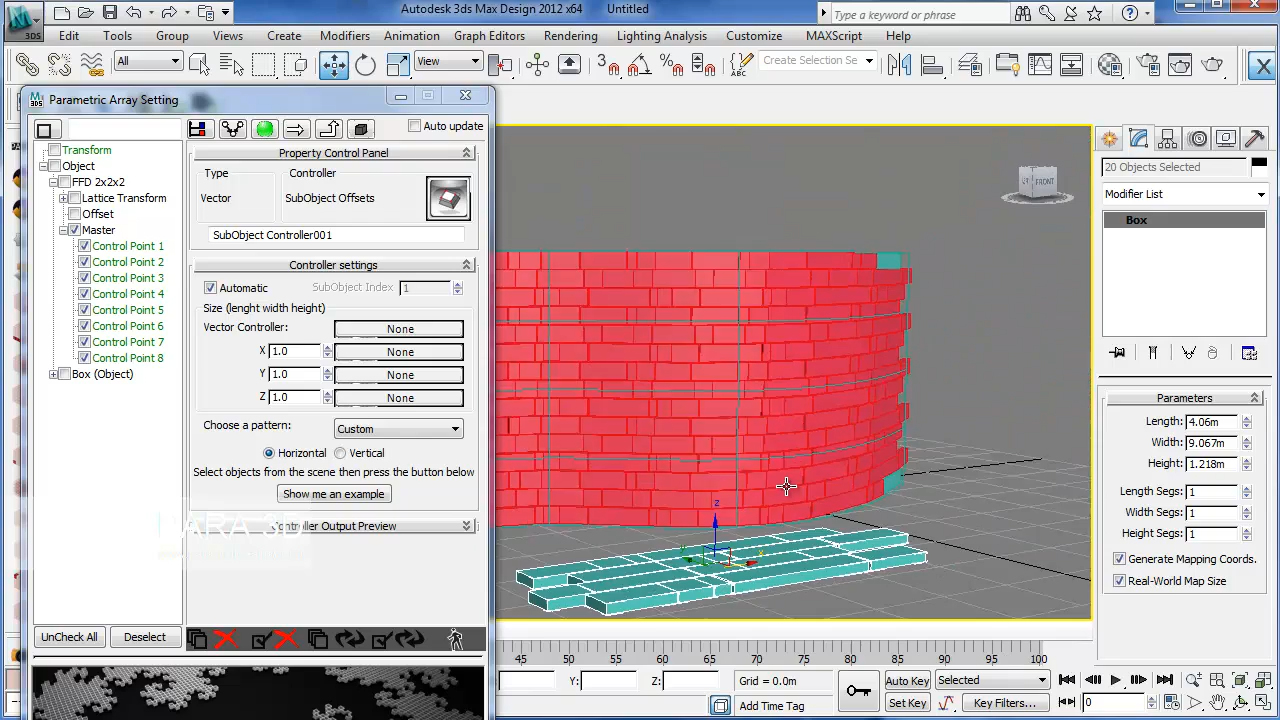 Autodesk 3ds Max Design 2012 x64 Untitled
Type a keyword or phrase
3DS
Edit Tools Group Views Create Modifiers Animation Graph Editors Rendering Lighting Analysis Customize MAXScript Help
All View Create Selection Se
Parametric Array Setting
Auto update
Transform
Object
FFD 2x2x2
Lattice Transform
Offset
Master
Control Point 1
Control Point 2
Control Point 3
Control Point 4
Control Point 5
Control Point 6
Control Point 7
Control Point 8
Box (Object)
UnCheck All Deselect
Property Control Panel
Type Controller
Vector SubObject Offsets
SubObject Controller001
Controller settings
Automatic SubObject Index 1
Size (lenght width height)
Vector Controller: None
X 1.0 None
Y 1.0 None
Z 1.0 None
Choose a pattern: Custom
Horizontal Vertical
Select objects from the scene then press the button below
Show me an example
Controller Output Preview
PARA 3D
FRONT
z
x
20 Objects Selected
Modifier List
Box
Parameters
Length: 4.06m
Width: 9.067m
Height: 1.218m
Length Segs: 1
Width Segs: 1
Height Segs: 1
Generate Mapping Coords.
Real-World Map Size
45 50 55 60 65 70 75 80 85 90 95 100
Y: Z: Grid = 0.0m
Add Time Tag
Auto Key Selected
Set Key Key Filters...
0